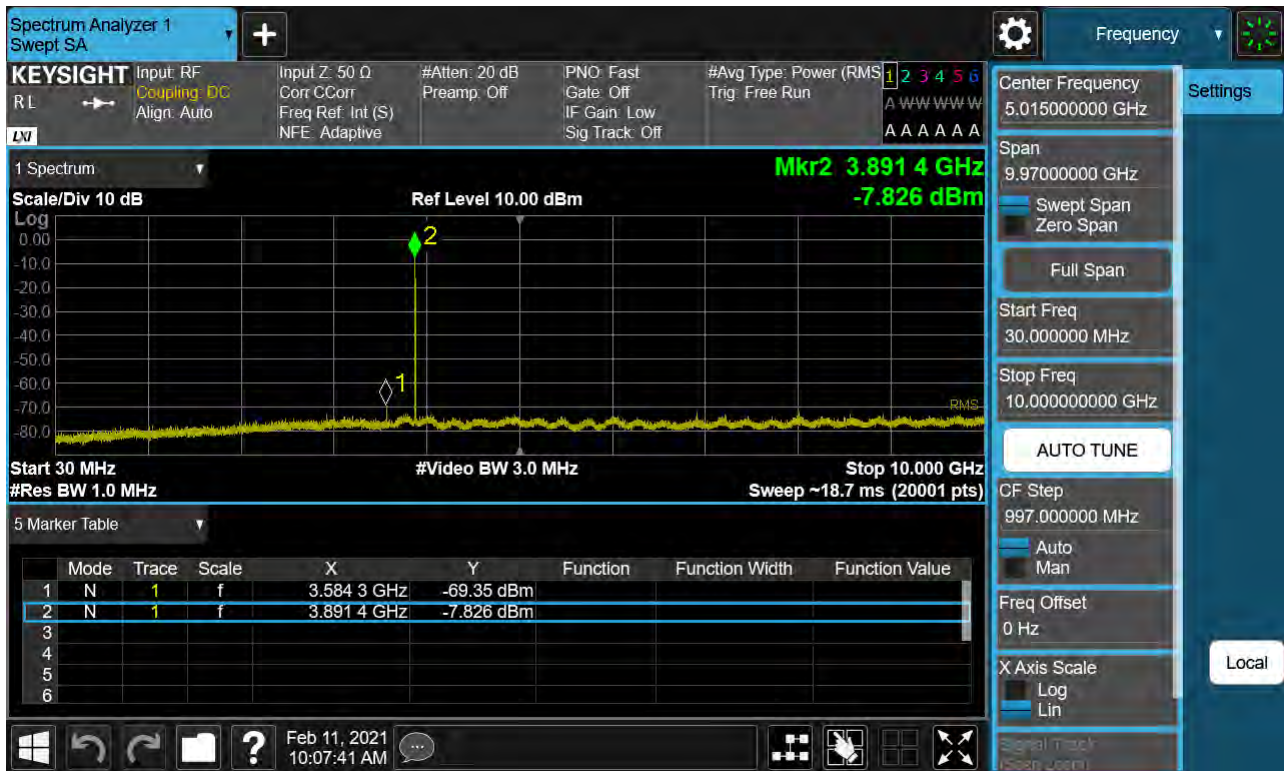 Spectrum Analyzer 1
Swept SA
+
Frequency
KEYSIGHT
RL
LXI
Input: RF
Coupling: DC
Align: Auto
Input Z: 50 Ω
Corr CCorr
Freq Ref: Int (S)
NFE: Adaptive
#Atten: 20 dB
Preamp: Off
PNO: Fast
Gate: Off
IF Gain: Low
Sig Track: Off
#Avg Type: Power (RMS
Trig: Free Run
1 2 3 4 5 6
A W W W W W
A A A A A A
1 Spectrum
Scale/Div 10 dB
Ref Level 10.00 dBm
Mkr2 3.891 4 GHz
-7.826 dBm
Log
0.00
-10.0
-20.0
-30.0
-40.0
-50.0
-60.0
-70.0
-80.0
2
1
RMS
Start 30 MHz
#Video BW 3.0 MHz
Stop 10.000 GHz
#Res BW 1.0 MHz
Sweep ~18.7 ms (20001 pts)
5 Marker Table
Mode Trace Scale X Y Function Function Width Function Value
1 N 1 f 3.584 3 GHz -69.35 dBm
2 N 1 f 3.891 4 GHz -7.826 dBm
3
4
5
6
Feb 11, 2021
10:07:41 AM
?
Center Frequency
5.015000000 GHz
Span
9.97000000 GHz
Swept Span
Zero Span
Full Span
Start Freq
30.000000 MHz
Stop Freq
10.000000000 GHz
AUTO TUNE
CF Step
997.000000 MHz
Auto
Man
Freq Offset
0 Hz
X Axis Scale
Log
Lin
Signal Track
(Span Zoom)
Settings
Local